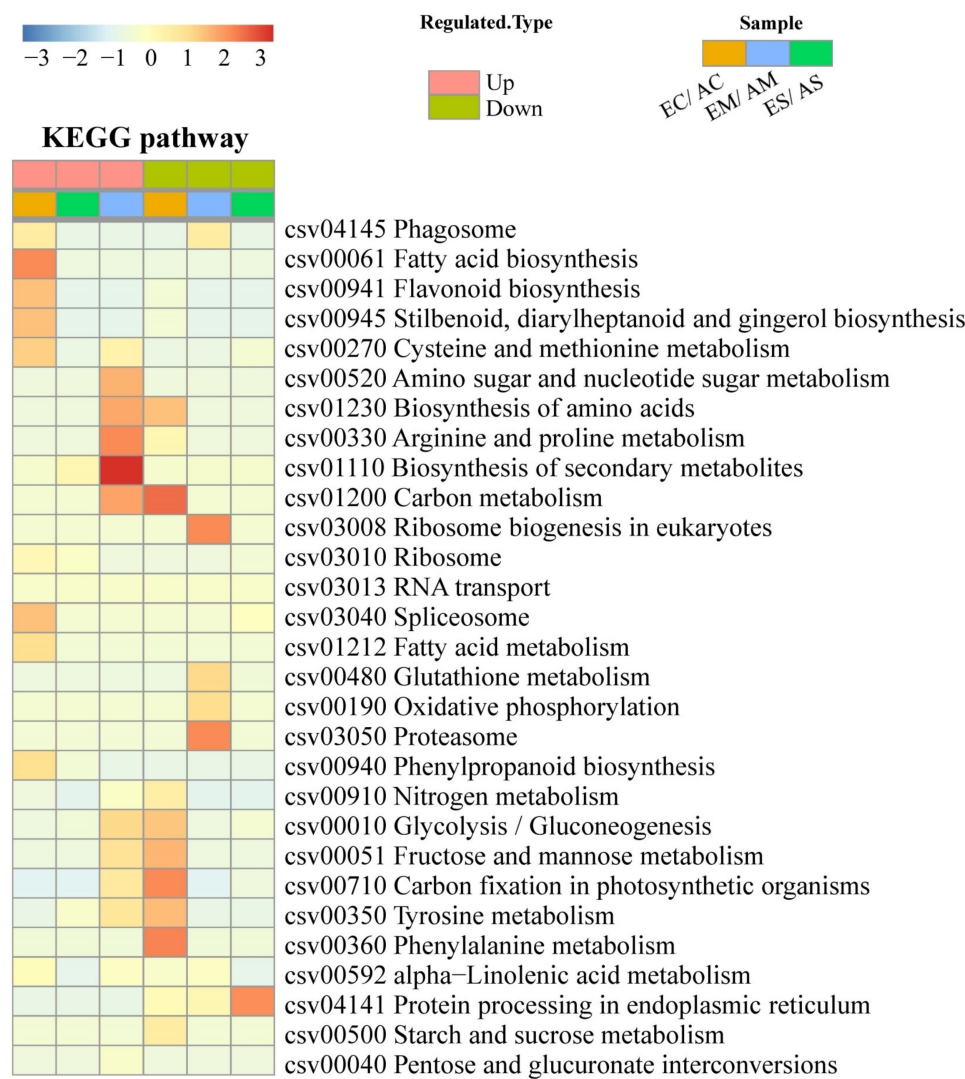 Regulated.Type
Sample
−3 −2 −1 0 1 2 3
Up
Down
EC/ AC
EM/ AM
ES/ AS
KEGG pathway
csv04145 Phagosome
csv00061 Fatty acid biosynthesis
csv00941 Flavonoid biosynthesis
csv00945 Stilbenoid, diarylheptanoid and gingerol biosynthesis
csv00270 Cysteine and methionine metabolism
csv00520 Amino sugar and nucleotide sugar metabolism
csv01230 Biosynthesis of amino acids
csv00330 Arginine and proline metabolism
csv01110 Biosynthesis of secondary metabolites
csv01200 Carbon metabolism
csv03008 Ribosome biogenesis in eukaryotes
csv03010 Ribosome
csv03013 RNA transport
csv03040 Spliceosome
csv01212 Fatty acid metabolism
csv00480 Glutathione metabolism
csv00190 Oxidative phosphorylation
csv03050 Proteasome
csv00940 Phenylpropanoid biosynthesis
csv00910 Nitrogen metabolism
csv00010 Glycolysis / Gluconeogenesis
csv00051 Fructose and mannose metabolism
csv00710 Carbon fixation in photosynthetic organisms
csv00350 Tyrosine metabolism
csv00360 Phenylalanine metabolism
csv00592 alpha−Linolenic acid metabolism
csv04141 Protein processing in endoplasmic reticulum
csv00500 Starch and sucrose metabolism
csv00040 Pentose and glucuronate interconversions